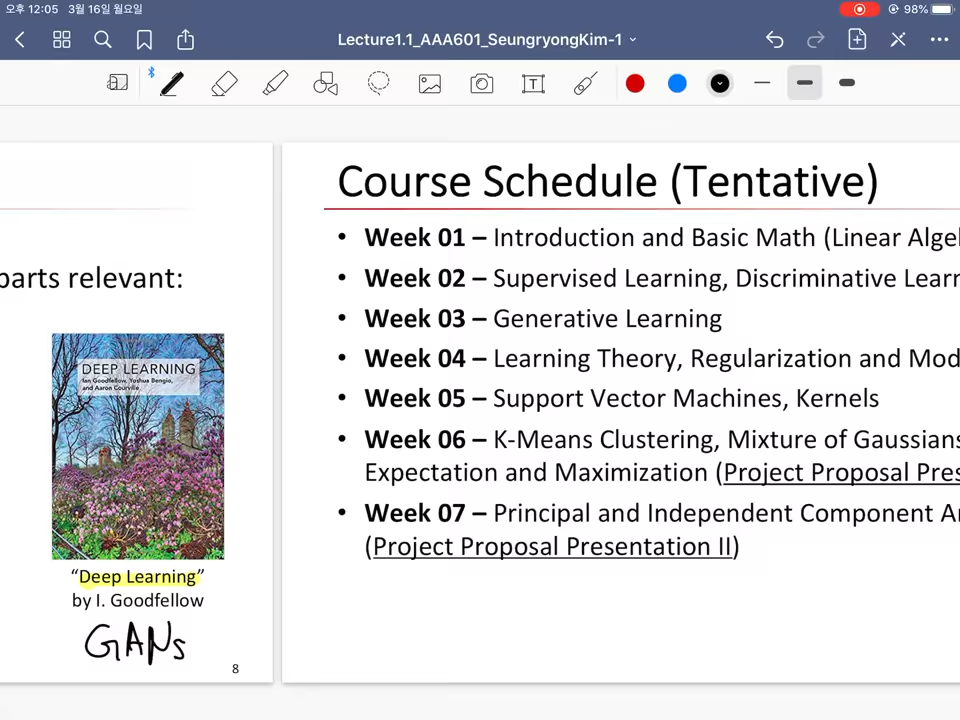 오후 12:05 3월 16일 월요일
98%
Lecture1.1_AAA601_SeungryongKim-1
T
parts relevant:
DEEP LEARNING
Ian Goodfellow, Yoshua Bengio,
and Aaron Courville
“Deep Learning”
by I. Goodfellow
GANs
8
Course Schedule (Tentative)
• Week 01 – Introduction and Basic Math (Linear Alge
• Week 02 – Supervised Learning, Discriminative Learn
• Week 03 – Generative Learning
• Week 04 – Learning Theory, Regularization and Mod
• Week 05 – Support Vector Machines, Kernels
• Week 06 – K-Means Clustering, Mixture of Gaussians
Expectation and Maximization (Project Proposal Pres
• Week 07 – Principal and Independent Component A
(Project Proposal Presentation II)